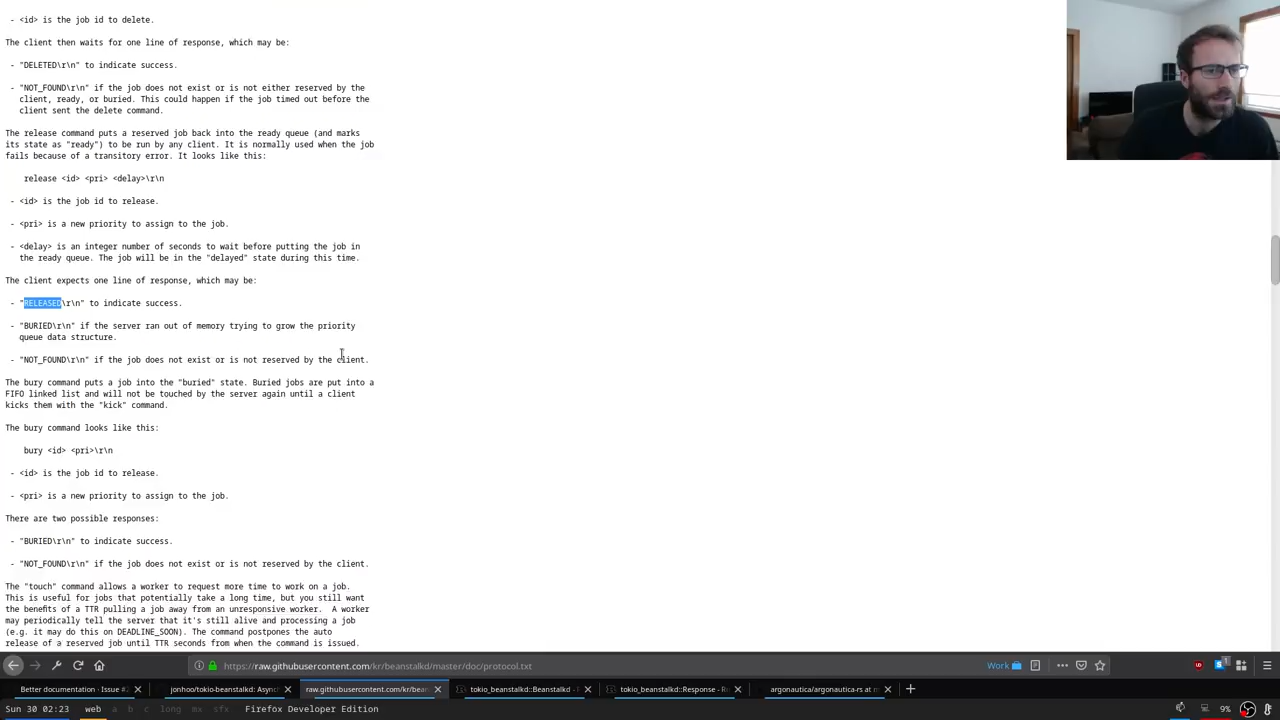 - <id> is the job id to delete.
The client then waits for one line of response, which may be:
- "DELETED\r\n" to indicate success.
- "NOT_FOUND\r\n" if the job does not exist or is not either reserved by the
client, ready, or buried. This could happen if the job timed out before the
client sent the delete command.
The release command puts a reserved job back into the ready queue (and marks
its state as "ready") to be run by any client. It is normally used when the job
fails because of a transitory error. It looks like this:
release <id> <pri> <delay>\r\n
- <id> is the job id to release.
- <pri> is a new priority to assign to the job.
- <delay> is an integer number of seconds to wait before putting the job in
the ready queue. The job will be in the "delayed" state during this time.
The client expects one line of response, which may be:
- "RELEASED\r\n" to indicate success.
- "BURIED\r\n" if the server ran out of memory trying to grow the priority
queue data structure.
- "NOT_FOUND\r\n" if the job does not exist or is not reserved by the client.
The bury command puts a job into the "buried" state. Buried jobs are put into a
FIFO linked list and will not be touched by the server again until a client
kicks them with the "kick" command.
The bury command looks like this:
bury <id> <pri>\r\n
- <id> is the job id to release.
- <pri> is a new priority to assign to the job.
There are two possible responses:
- "BURIED\r\n" to indicate success.
- "NOT_FOUND\r\n" if the job does not exist or is not reserved by the client.
The "touch" command allows a worker to request more time to work on a job.
This is useful for jobs that potentially take a long time, but you still want
the benefits of a TTR pulling a job away from an unresponsive worker.  A worker
may periodically tell the server that it's still alive and processing a job
(e.g. it may do this on DEADLINE_SOON). The command postpones the auto
release of a reserved job until TTR seconds from when the command is issued.
https://raw.githubusercontent.com/kr/beanstalkd/master/doc/protocol.txt
Work
Better documentation · Issue #
jonhoo/tokio-beanstalkd: Async
raw.githubusercontent.com/kr/bean
tokio_beanstalkd::Beanstalkd -
tokio_beanstalkd::Response - R
argonautica/argonautica-rs at m
Sun 30 02:23 web a b c long mx sfx Firefox Developer Edition
9%